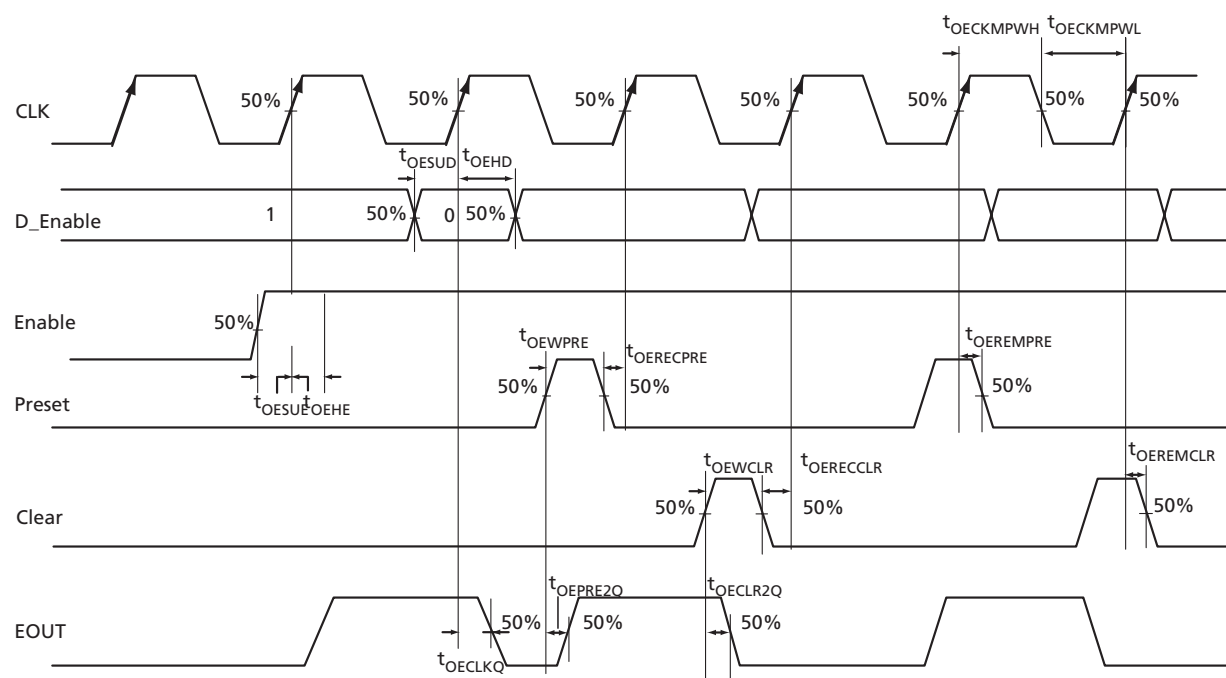 tOECKMPWH tOECKMPWL
CLK 50% 50% 50% 50% 50% 50% 50%
tOESUD tOEHD
D_Enable 1 50% 0 50%
Enable 50%
tOESUE tOEHE
tOEWPRE tOERECPRE tOEREMPRE
Preset 50% 50% 50%
tOEWCLR tOERECCLR tOEREMCLR
Clear 50% 50% 50%
tOEPRE2Q tOECLR2Q
EOUT 50% 50% 50%
tOECLKQ